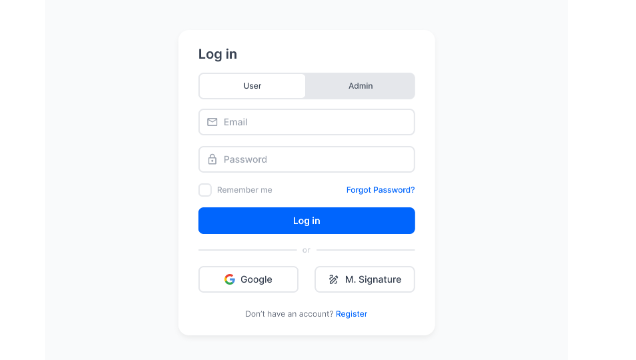 Log in
User Admin
Email
Password
Remember me Forgot Password?
Log in
or
Google M. Signature
Don't have an account? Register